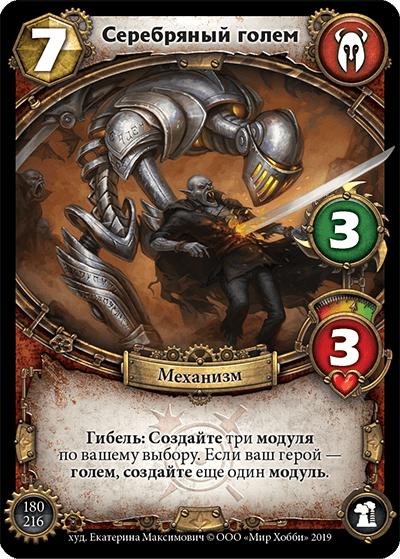 7
Серебряный голем
3
3
Механизм
Гибель: Создайте три модуля
по вашему выбору. Если ваш герой —
голем, создайте еще один модуль.
180
216
худ. Екатерина Максимович © ООО «Мир Хобби» 2019